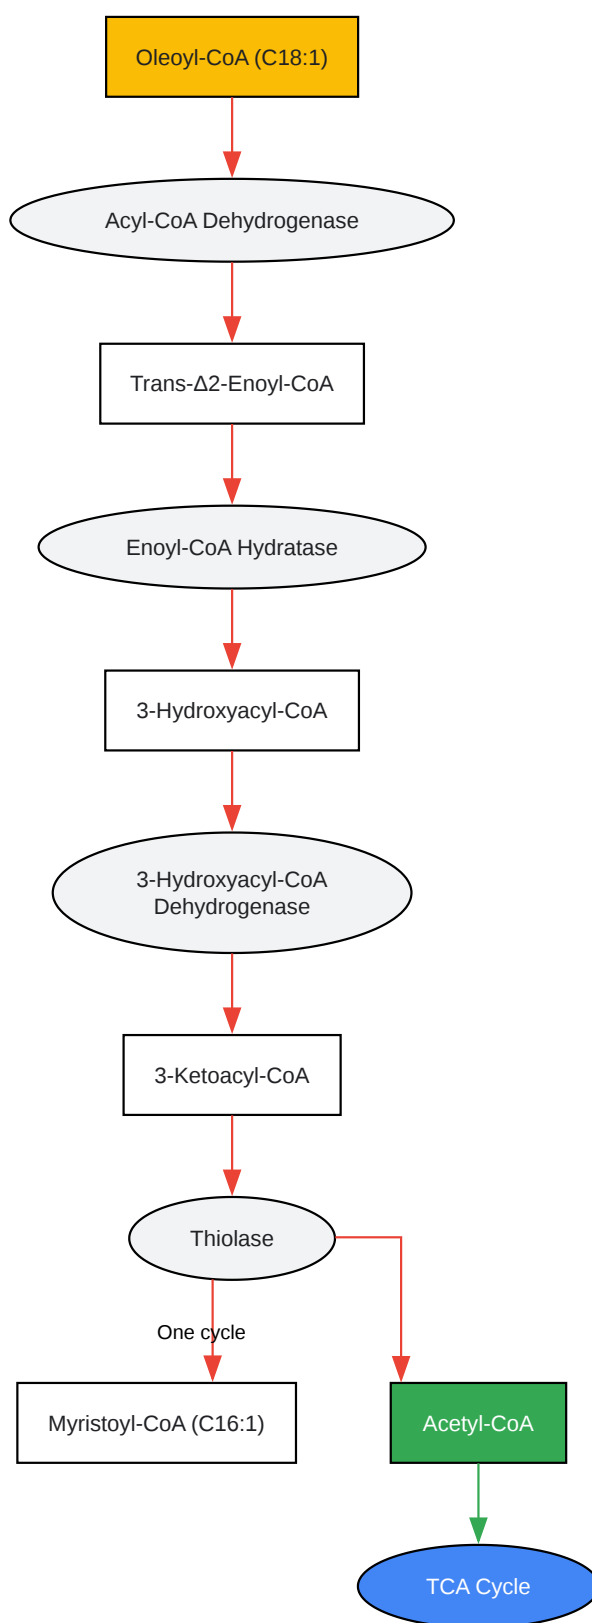 Oleoyl-CoA (C18:1)
Acyl-CoA Dehydrogenase
Trans-Δ2-Enoyl-CoA
Enoyl-CoA Hydratase
3-Hydroxyacyl-CoA
3-Hydroxyacyl-CoA
Dehydrogenase
3-Ketoacyl-CoA
Thiolase
One cycle
Myristoyl-CoA (C16:1)
Acetyl-CoA
TCA Cycle